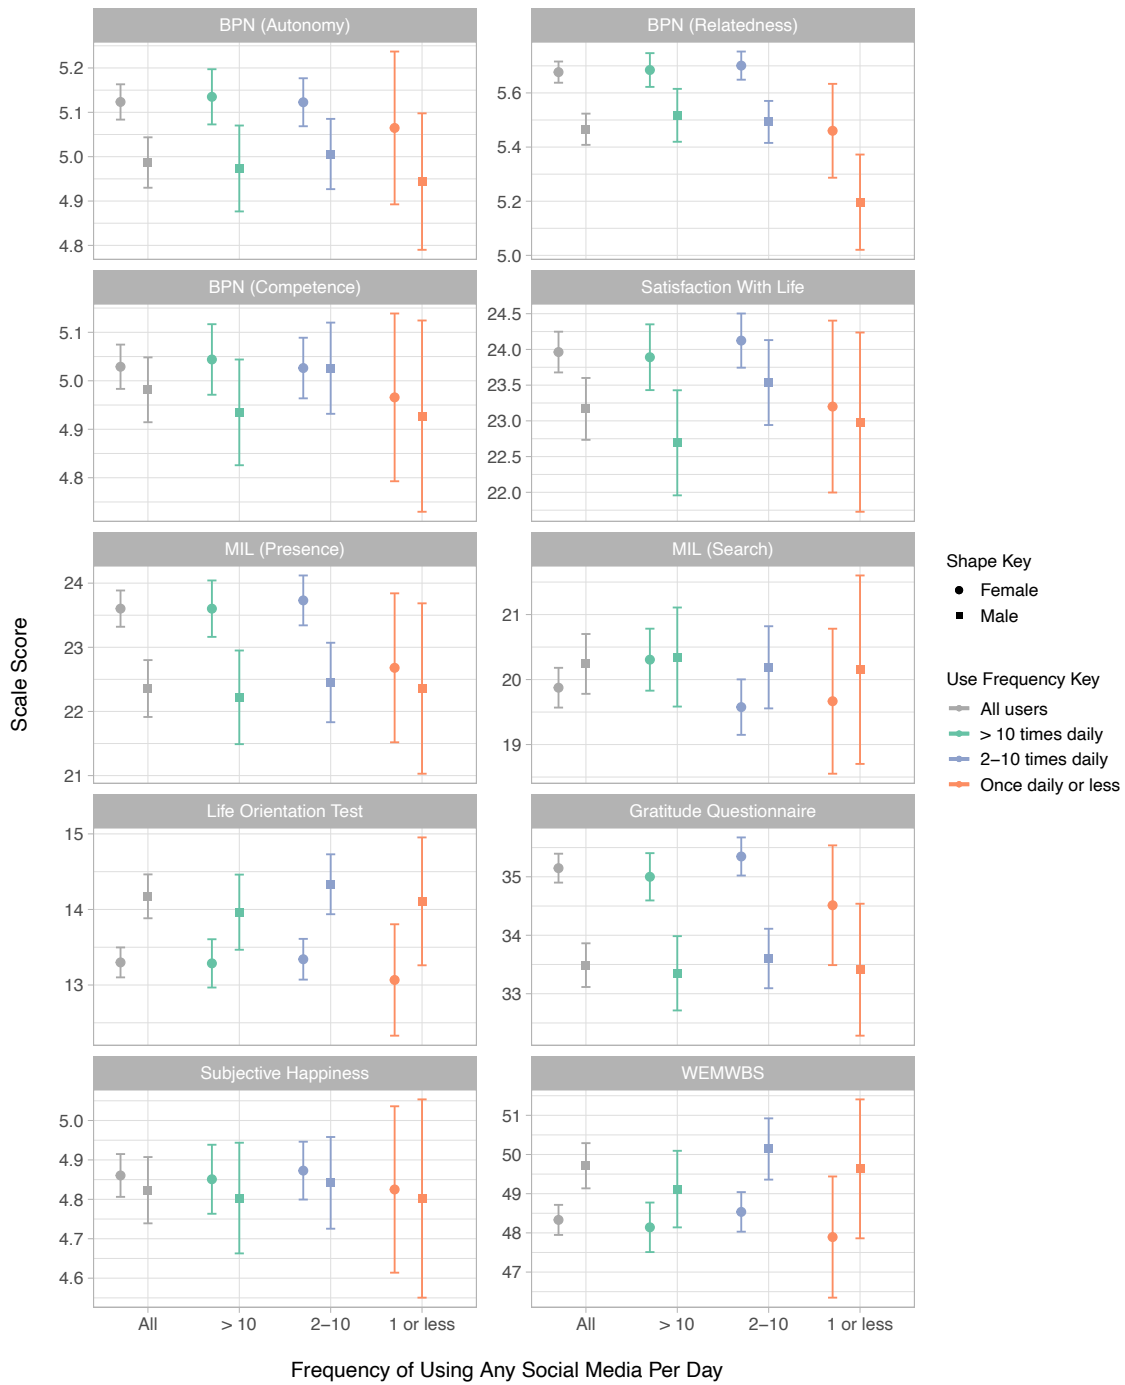 BPN (Autonomy)
5.2
5.1
5.0
4.9
4.8
BPN (Relatedness)
5.6
5.4
5.2
5.0
BPN (Competence)
5.1
5.0
4.9
4.8
Satisfaction With Life
24.5
24.0
23.5
23.0
22.5
22.0
MIL (Presence)
24
23
22
21
MIL (Search)
21
20
19
Life Orientation Test
15
14
13
Gratitude Questionnaire
35
34
33
Subjective Happiness
5.0
4.9
4.8
4.7
4.6
WEMWBS
51
50
49
48
47
All > 10 2–10 1 or less
All > 10 2–10 1 or less
Frequency of Using Any Social Media Per Day
Scale Score
Shape Key
Female
Male
Use Frequency Key
All users
> 10 times daily
2–10 times daily
Once daily or less